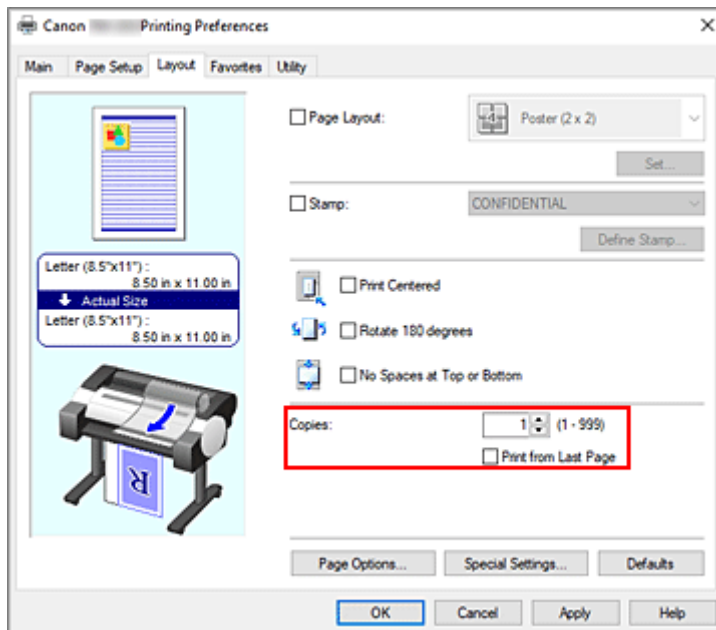 Canon Printing Preferences
Main Page Setup Layout Favorites Utility
Page Layout: Poster (2 x 2)
Set...
Stamp: CONFIDENTIAL
Define Stamp...
Letter (8.5"x11") :
8.50 in x 11.00 in
Actual Size
Letter (8.5"x11") :
8.50 in x 11.00 in
Print Centered
Rotate 180 degrees
No Spaces at Top or Bottom
Copies: 1 (1 - 999)
Print from Last Page
R
Page Options... Special Settings... Defaults
OK Cancel Apply Help